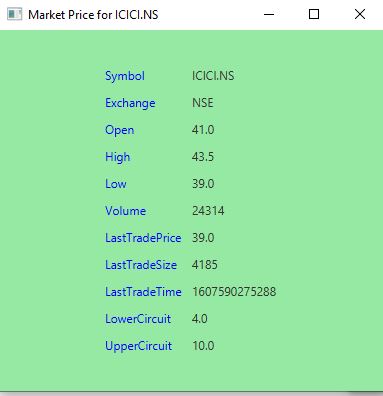 Market Price for ICICI.NS
Symbol ICICI.NS
Exchange NSE
Open 41.0
High 43.5
Low 39.0
Volume 24314
LastTradePrice 39.0
LastTradeSize 4185
LastTradeTime 1607590275288
LowerCircuit 4.0
UpperCircuit 10.0